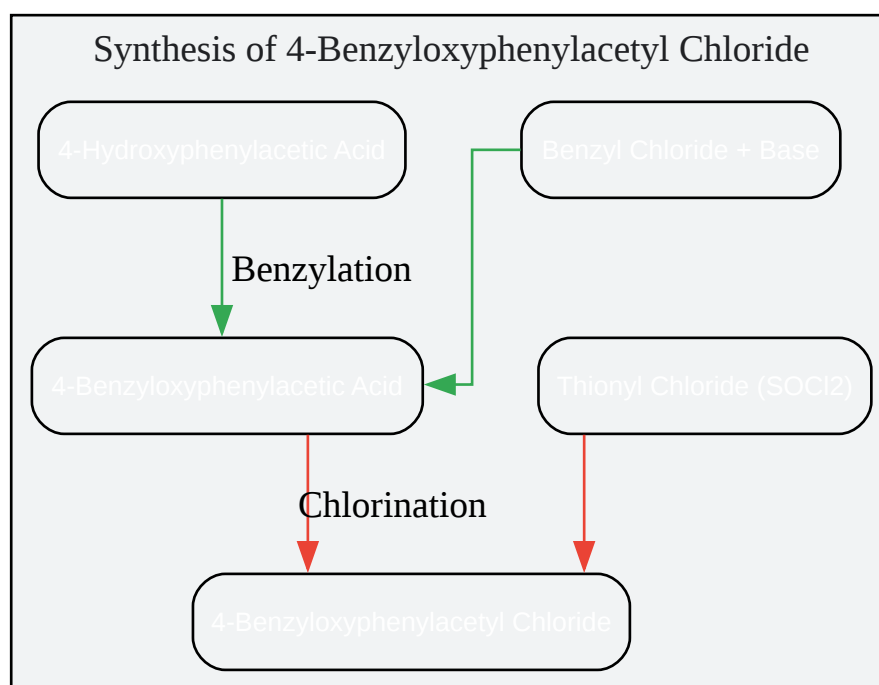 Synthesis of 4-Benzyloxyphenylacetyl Chloride
4-Hydroxyphenylacetic Acid
Benzyl Chloride + Base
Benzylation
4-Benzyloxyphenylacetic Acid
Thionyl Chloride (SOCl2)
Chlorination
4-Benzyloxyphenylacetyl Chloride